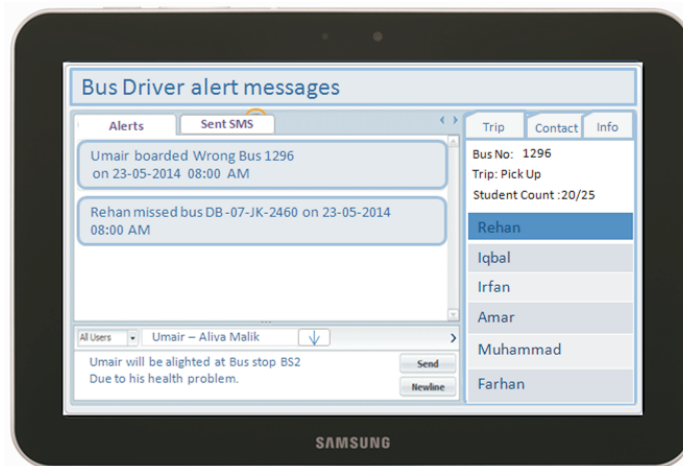 Bus Driver alert messages
Alerts
Sent SMS
Umair boarded Wrong Bus 1296
on 23-05-2014 08:00 AM
Rehan missed bus DB-07-JK-2460 on 23-05-2014
08:00 AM
All Users
Umair – Aliva Malik
Umair will be alighted at Bus stop BS2
Due to his health problem.
Send
Newline
Trip
Contact
Info
Bus No: 1296
Trip: Pick Up
Student Count :20/25
Rehan
Iqbal
Irfan
Amar
Muhammad
Farhan
SAMSUNG